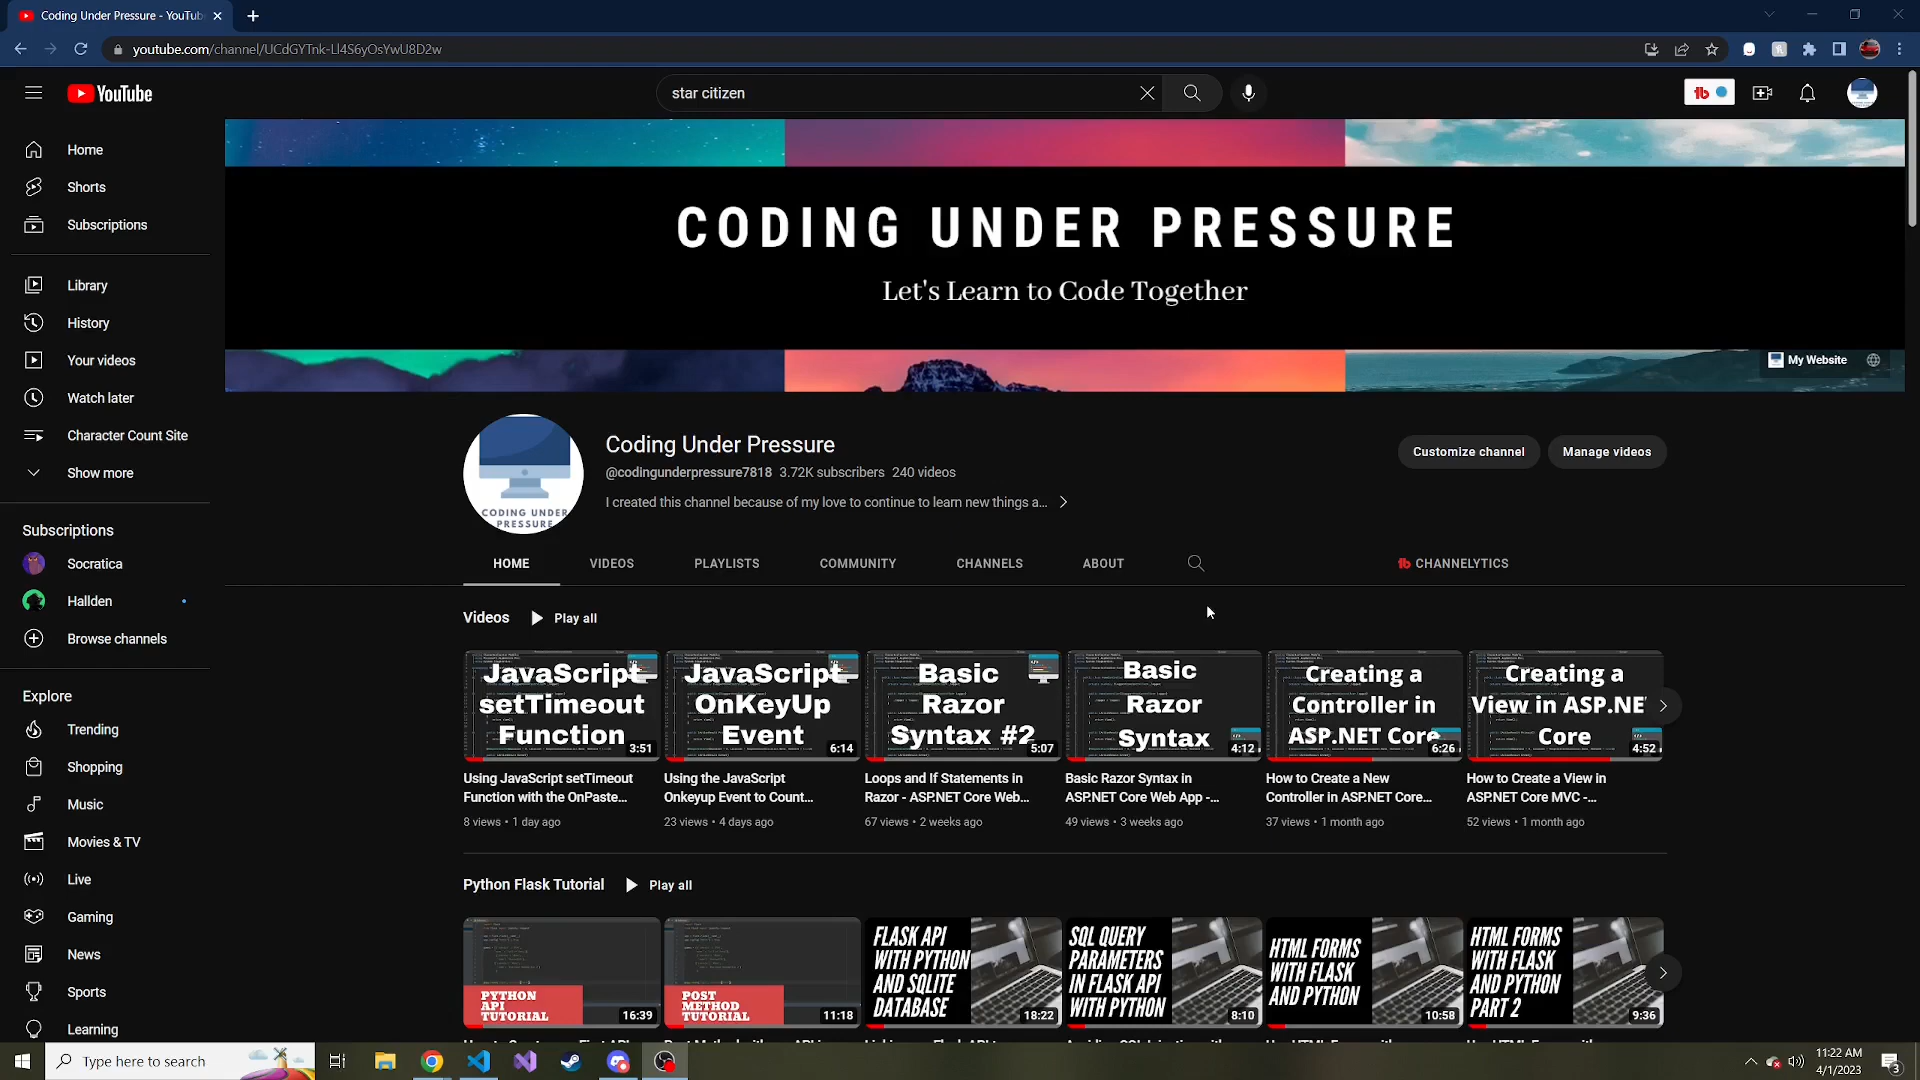 Coding Under Pressure - YouTub
youtube.com/channel/UCdGYTnk-Ll4S6yOsYwU8D2w
YouTube
star citizen
Home
Shorts
Subscriptions
Library
History
Your videos
Watch later
Character Count Site
Show more
Subscriptions
Socratica
Hallden
Browse channels
Explore
Trending
Shopping
Music
Movies & TV
Live
Gaming
News
Sports
Learning
CODING UNDER PRESSURE
Let's Learn to Code Together
My Website
CODING UNDER
PRESSURE
Coding Under Pressure
@codingunderpressure7818 3.72K subscribers 240 videos
I created this channel because of my love to continue to learn new things a...
Customize channel
Manage videos
HOME
VIDEOS
PLAYLISTS
COMMUNITY
CHANNELS
ABOUT
tb CHANNELYTICS
Videos
Play all
JavaScript
setTimeout
Function
3:51
Using JavaScript setTimeout
Function with the OnPaste...
8 views • 1 day ago
JavaScript
OnKeyUp
Event
6:14
Using the JavaScript
Onkeyup Event to Count...
23 views • 4 days ago
Basic
Razor
Syntax #2
5:07
Loops and If Statements in
Razor - ASP.NET Core Web...
67 views • 2 weeks ago
Basic
Razor
Syntax
4:12
Basic Razor Syntax in
ASP.NET Core Web App -...
49 views • 3 weeks ago
Creating a
Controller in
ASP.NET Core
6:26
How to Create a New
Controller in ASP.NET Core...
37 views • 1 month ago
Creating a
View in ASP.NE
Core
4:52
How to Create a View in
ASP.NET Core MVC -...
52 views • 1 month ago
Python Flask Tutorial
Play all
PYTHON
API
TUTORIAL
16:39
POST
METHOD
TUTORIAL
11:18
FLASK API
WITH PYTHON
AND SQLITE
DATABASE
18:22
SQL QUERY
PARAMETERS
IN FLASK API
WITH PYTHON
8:10
HTML FORMS
WITH FLASK
AND PYTHON
10:58
HTML FORMS
WITH FLASK
AND PYTHON
PART 2
9:36
Type here to search
11:22 AM
4/1/2023
3